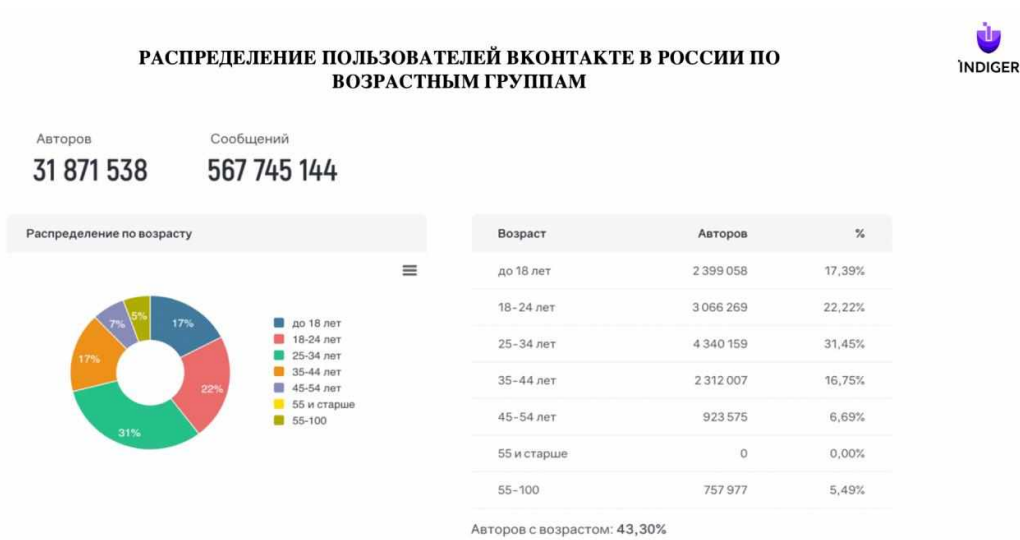 РАСПРЕДЕЛЕНИЕ ПОЛЬЗОВАТЕЛЕЙ ВКОНТАКТЕ В РОССИИ ПО
ВОЗРАСТНЫМ ГРУППАМ
INDIGER
Авторов Сообщений
31 871 538 567 745 144
Распределение по возрасту
17%
22%
31%
17%
7%
5%
до 18 лет
18-24 лет
25-34 лет
35-44 лет
45-54 лет
55 и старше
55-100
Возраст Авторов %
до 18 лет 2 399 058 17,39%
18-24 лет 3 066 269 22,22%
25-34 лет 4 340 159 31,45%
35-44 лет 2 312 007 16,75%
45-54 лет 923 575 6,69%
55 и старше 0 0,00%
55-100 757 977 5,49%
Авторов с возрастом: 43,30%